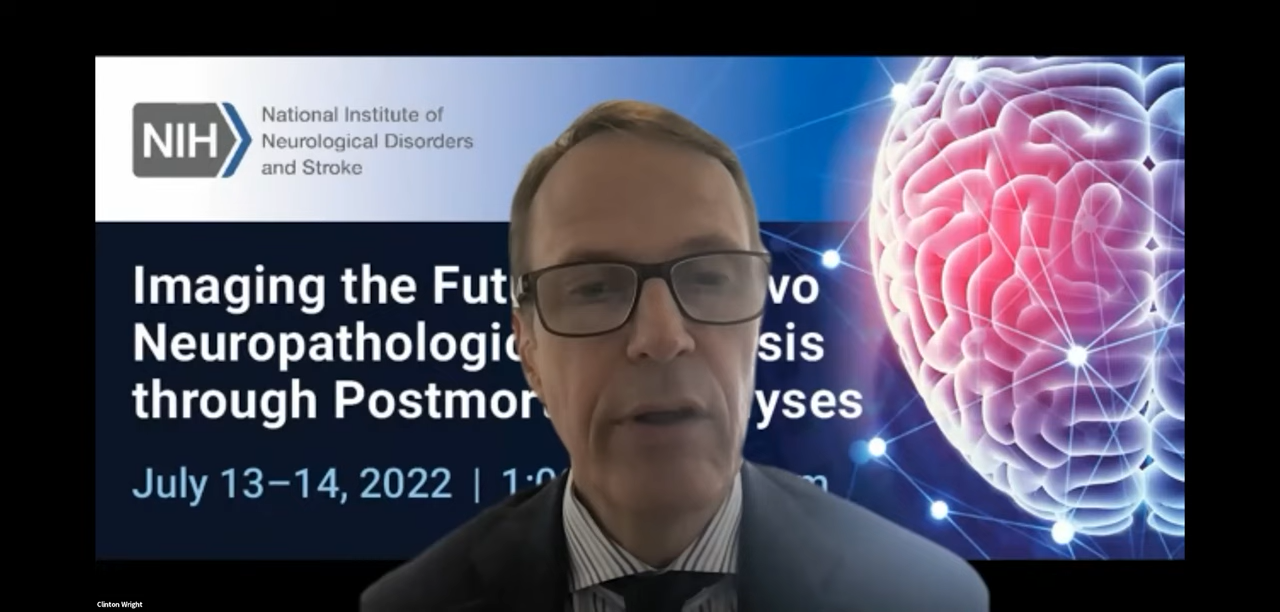 NIH
National Institute of
Neurological Disorders
and Stroke
Imaging the Fut vo
Neuropathologic sis
through Postmor yses
July 13–14, 2022 | 1:0 m
Clinton Wright